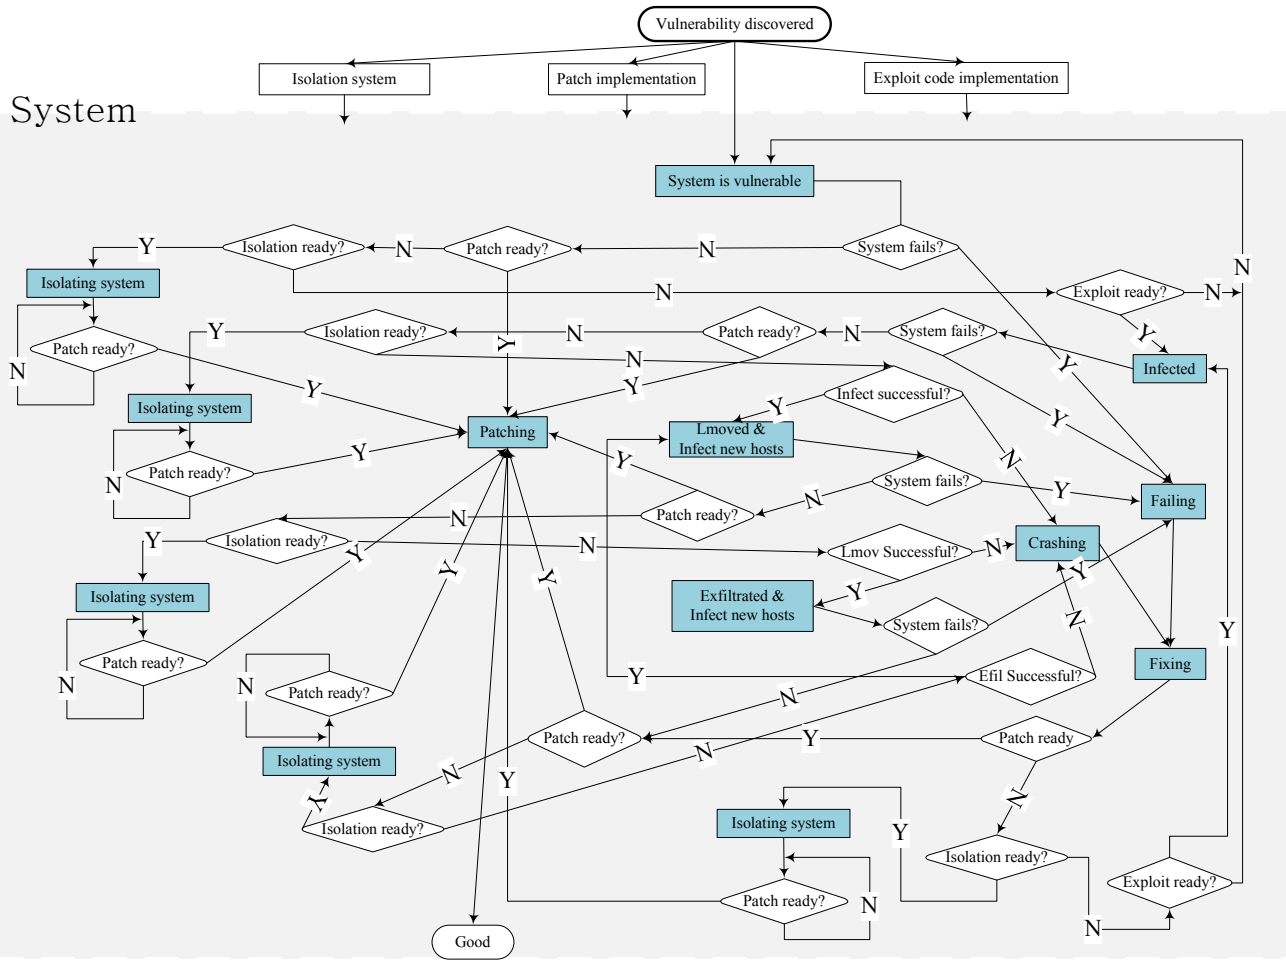 Vulnerability discovered
Isolation system
Patch implementation
Exploit code implementation
System
System is vulnerable
Y
Isolation ready?
N
Patch ready?
N
System fails?
N
Isolating system
N
Exploit ready?
N
Y
Isolation ready?
N
Patch ready?
N
System fails?
Y
Patch ready?
Y
N
Y
Infected
N
Y
Y
Isolating system
Infect successful?
Y
Y
Patching
Lmoved &
Infect new hosts
N
Y
Patch ready?
Y
Y
N
System fails?
Y
Failing
N
Patch ready?
N
Y
Isolation ready?
Y
N
Lmov Successful?
N
Crashing
Y
Y
Y
Y
Isolating system
Exfiltrated &
Infect new hosts
System fails?
N
Y
Patch ready?
N
Fixing
N
Patch ready?
Y
Efil Successful?
N
Patch ready?
Y
Patch ready
Isolating system
N
N
Y
N
Y
Isolation ready?
Isolating system
Y
Isolation ready?
Exploit ready?
Patch ready?
N
N
Good